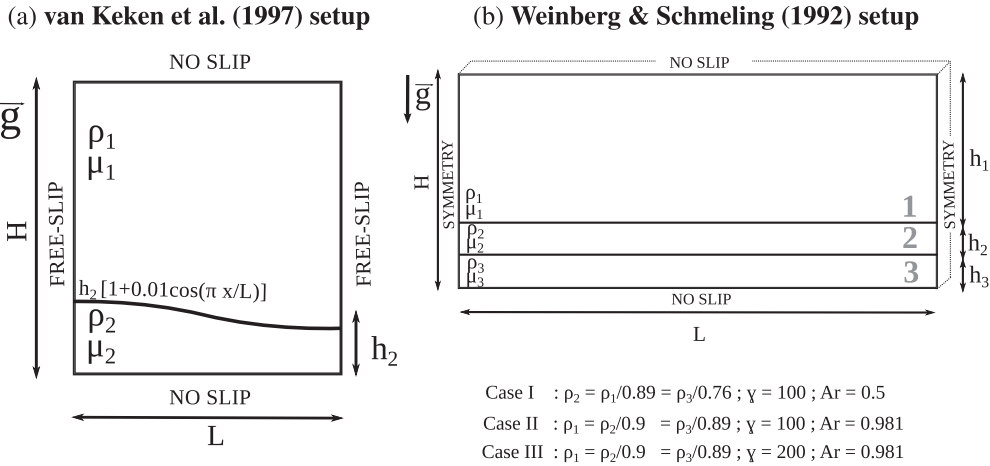 (a) van Keken et al. (1997) setup
NO SLIP
g
ρ₁
μ₁
H
FREE-SLIP
FREE-SLIP
h₂ [1+0.01cos(π x/L)]
ρ₂
μ₂
h₂
NO SLIP
L
(b) Weinberg & Schmeling (1992) setup
NO SLIP
g
H
SYMMETRY
SYMMETRY
h₁
ρ₁
μ₁
1
ρ₂
μ₂
2
h₂
ρ₃
μ₃
3
h₃
NO SLIP
L
Case I : ρ₂ = ρ₁/0.89 = ρ₃/0.76 ; ɣ = 100 ; Ar = 0.5
Case II : ρ₁ = ρ₂/0.9 = ρ₃/0.89 ; ɣ = 100 ; Ar = 0.981
Case III : ρ₁ = ρ₂/0.9 = ρ₃/0.89 ; ɣ = 200 ; Ar = 0.981